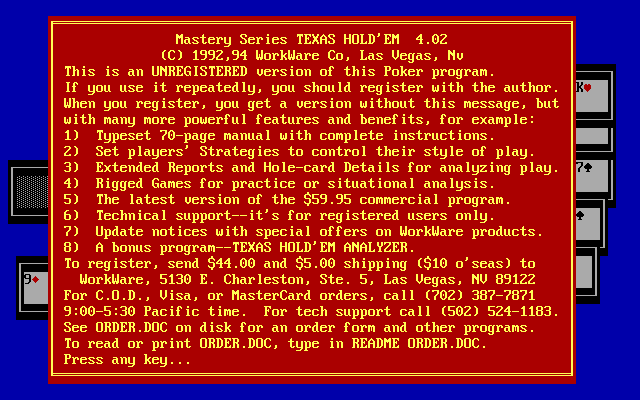 Mastery Series TEXAS HOLD'EM  4.02
(C) 1992,94 WorkWare Co, Las Vegas, Nv
This is an UNREGISTERED version of this Poker program.
If you use it repeatedly, you should register with the author.
When you register, you get a version without this message, but
with many more powerful features and benefits, for example:
1)  Typeset 70-page manual with complete instructions.
2)  Set players' Strategies to control their style of play.
3)  Extended Reports and Hole-card Details for analyzing play.
4)  Rigged Games for practice or situational analysis.
5)  The latest version of the $59.95 commercial program.
6)  Technical support--it's for registered users only.
7)  Update notices with special offers on WorkWare products.
8)  A bonus program--TEXAS HOLD'EM ANALYZER.
To register, send $44.00 and $5.00 shipping ($10 o'seas) to
WorkWare, 5130 E. Charleston, Ste. 5, Las Vegas, NV 89122
For C.O.D., Visa, or MasterCard orders, call (702) 387-7871
9:00-5:30 Pacific time.  For tech support call (502) 524-1183.
See ORDER.DOC on disk for an order form and other programs.
To read or print ORDER.DOC, type in README ORDER.DOC.
Press any key...
K♥
7♠
♠
9♦